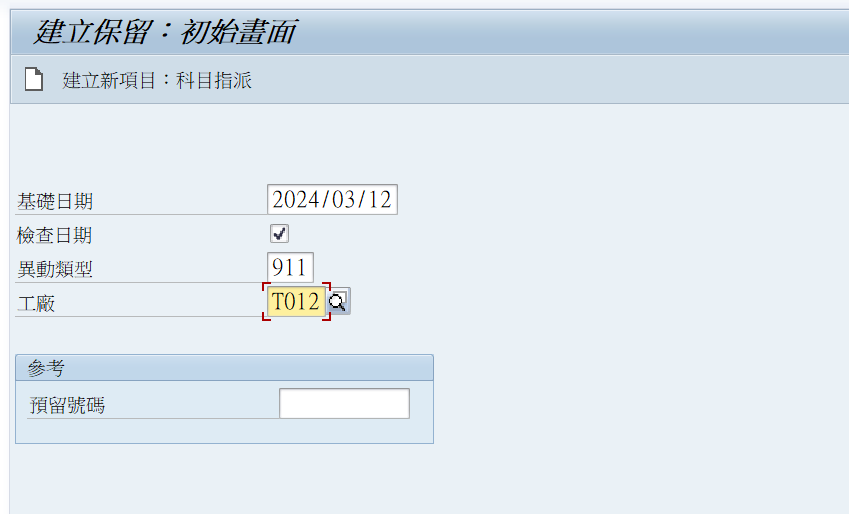 建立保留：初始畫面
建立新項目：科目指派
基礎日期 2024/03/12
檢查日期
異動類型 911
工廠 T012
參考
預留號碼